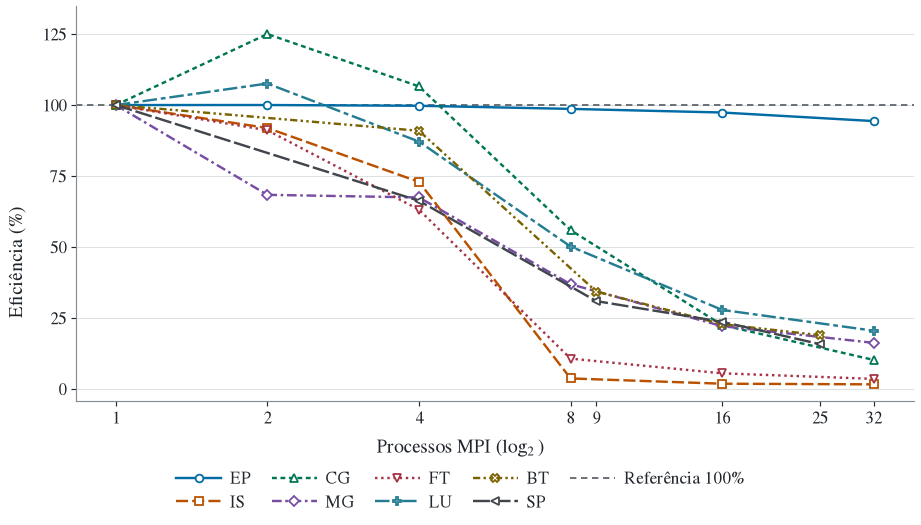 125
100
75
50
25
0
Eficiência (%)
1 2 4 8 9 16 25 32
Processos MPI (log₂ )
EP CG FT BT Referência 100%
IS MG LU SP